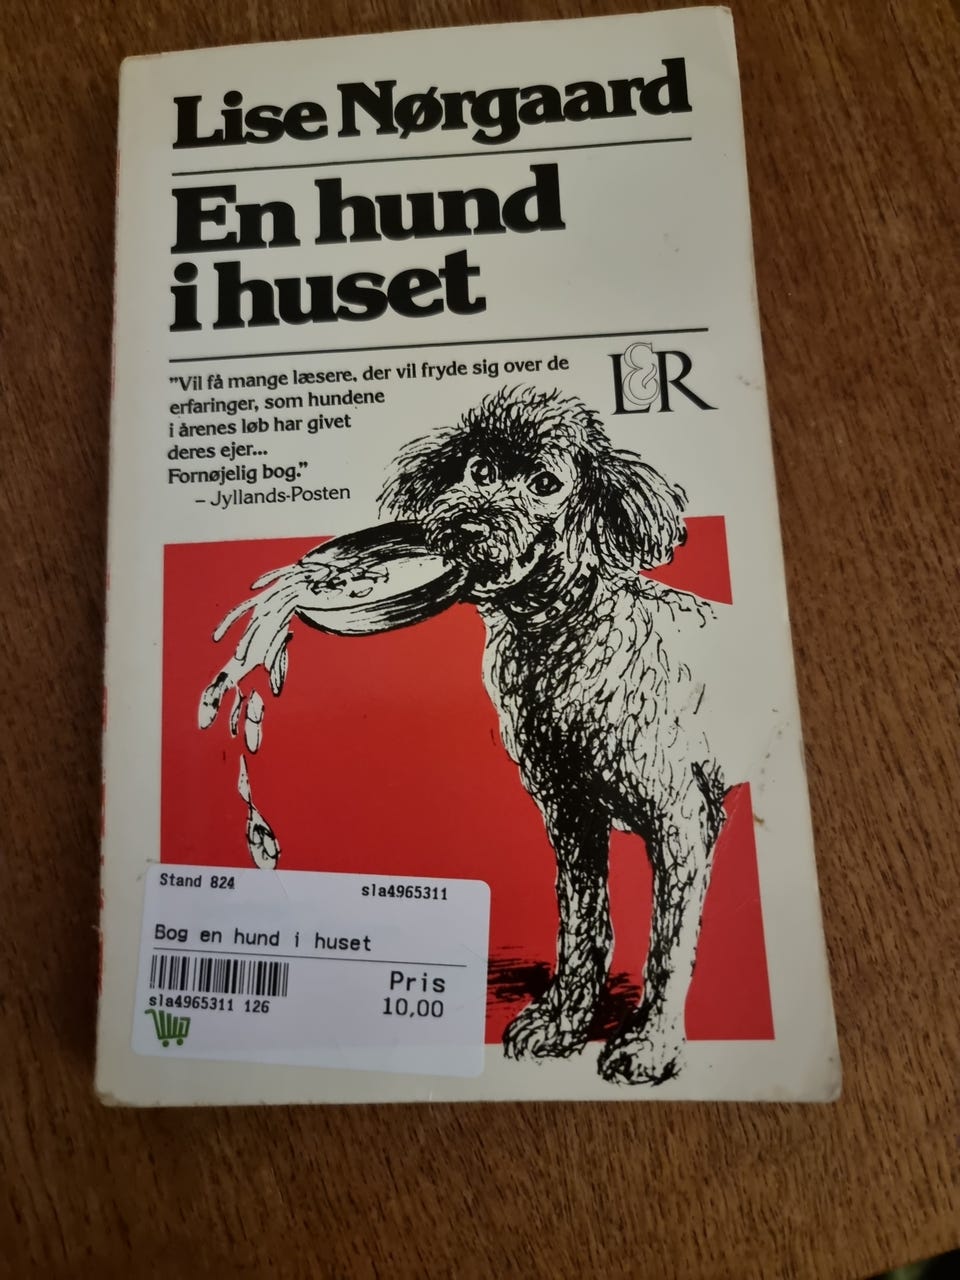 Lise Nørgaard
En hund
i huset
"Vil få mange læsere, der vil fryde sig over de
erfaringer, som hundene
i årenes løb har givet
deres ejer...
Fornøjelig bog."
– Jyllands-Posten
L&R
Stand 824 sla4965311
Bog en hund i huset
Pris
10,00
sla4965311 126